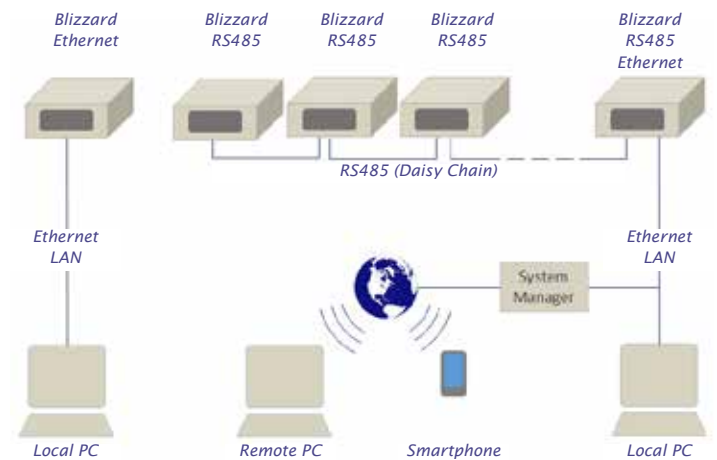 Blizzard
Ethernet
Blizzard
RS485
Blizzard
RS485
Blizzard
RS485
Blizzard
RS485
Ethernet
RS485 (Daisy Chain)
Ethernet
LAN
Ethernet
LAN
System
Manager
Local PC
Remote PC
Smartphone
Local PC